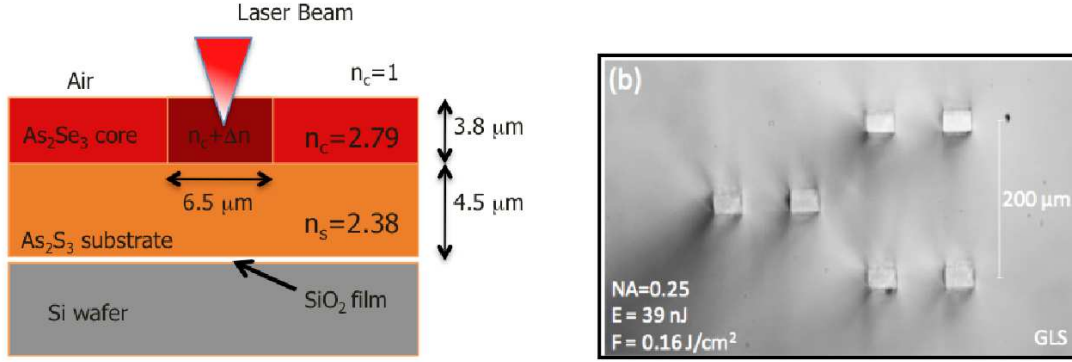 Laser Beam
Air
n_c=1
As₂Se₃ core
n_c+Δn
n_c=2.79
3.8 μm
6.5 μm
4.5 μm
n_s=2.38
As₂S₃ substrate
SiO₂ film
Si wafer
(b)
200 μm
NA=0.25
E = 39 nJ
F = 0.16 J/cm²
GLS